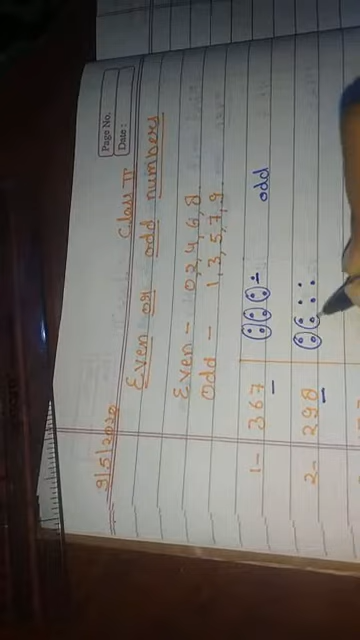 Page No.
Date:
9/5/2020
Class II
Even or odd numbers
Even - 0,2,4,6,8
Odd - 1,3,5,7,9
1- 367 odd
2- 298